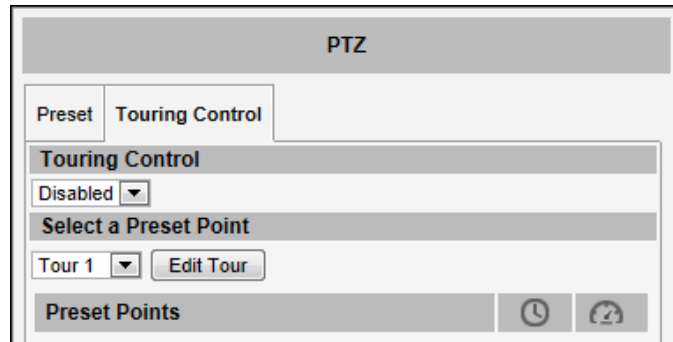 PTZ
Preset Touring Control
Touring Control
Disabled
Select a Preset Point
Tour 1 Edit Tour
Preset Points